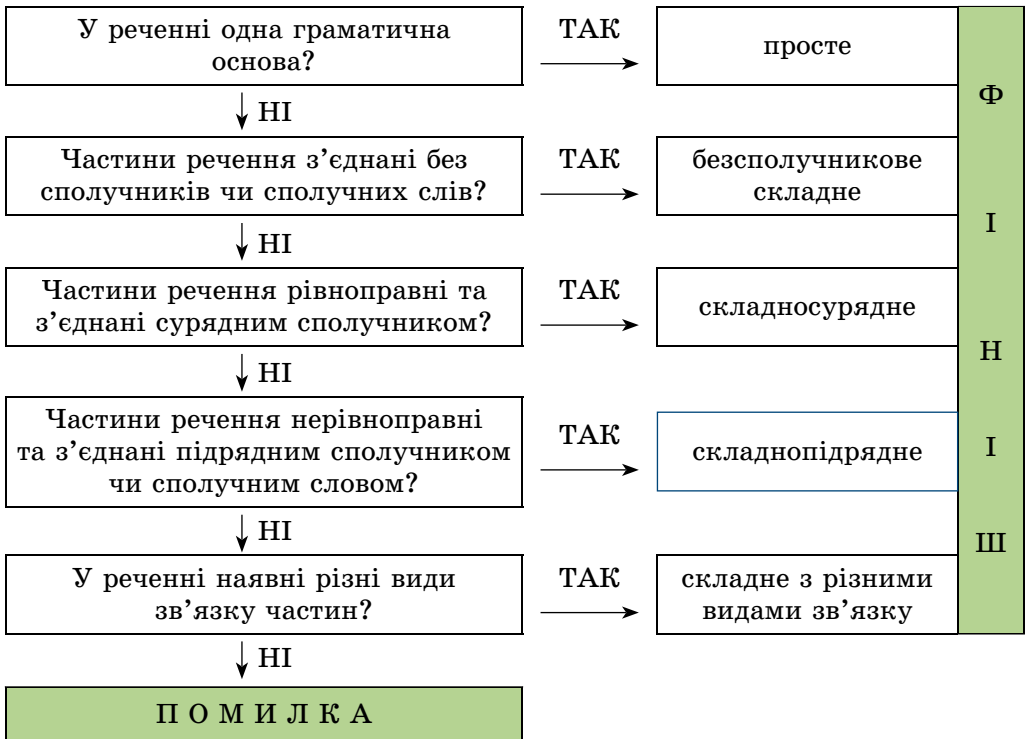 У реченні одна граматична
основа?
ТАК
просте
НІ
Частини речення з’єднані без
сполучників чи сполучних слів?
ТАК
безсполучникове
складне
НІ
Частини речення рівноправні та
з’єднані сурядним сполучником?
ТАК
складносурядне
НІ
Частини речення нерівноправні
та з’єднані підрядним сполучником
чи сполучним словом?
ТАК
складнопідрядне
НІ
У реченні наявні різні види
зв’язку частин?
ТАК
складне з різними
видами зв’язку
НІ
П О М И Л К А
Ф
І
Н
І
Ш